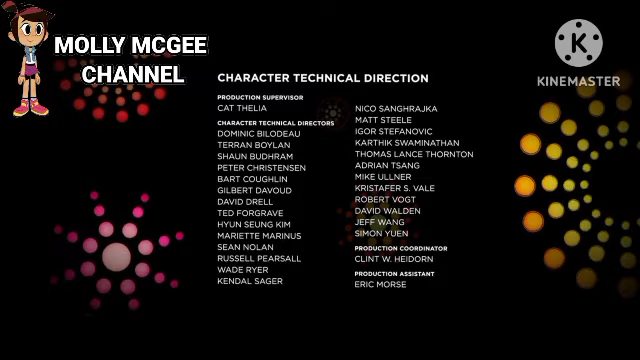 MOLLY MCGEE
CHANNEL
KINEMASTER
CHARACTER TECHNICAL DIRECTION
PRODUCTION SUPERVISOR
CAT THELIA
CHARACTER TECHNICAL DIRECTORS
DOMINIC BILODEAU
TERRAN BOYLAN
SHAUN BUDHRAM
PETER CHRISTENSEN
BART COUGHLIN
GILBERT DAVOUD
DAVID DRELL
TED FORGRAVE
HYUN SEUNG KIM
MARIETTE MARINUS
SEAN NOLAN
RUSSELL PEARSALL
WADE RYER
KENDAL SAGER
NICO SANGHRAJKA
MATT STEELE
IGOR STEFANOVIC
KARTHIK SWAMINATHAN
THOMAS LANCE THORNTON
ADRIAN TSANG
MIKE ULLNER
KRISTAFER S. VALE
ROBERT VOGT
DAVID WALDEN
JEFF WANG
SIMON YUEN
PRODUCTION COORDINATOR
CLINT W. HEIDORN
PRODUCTION ASSISTANT
ERIC MORSE